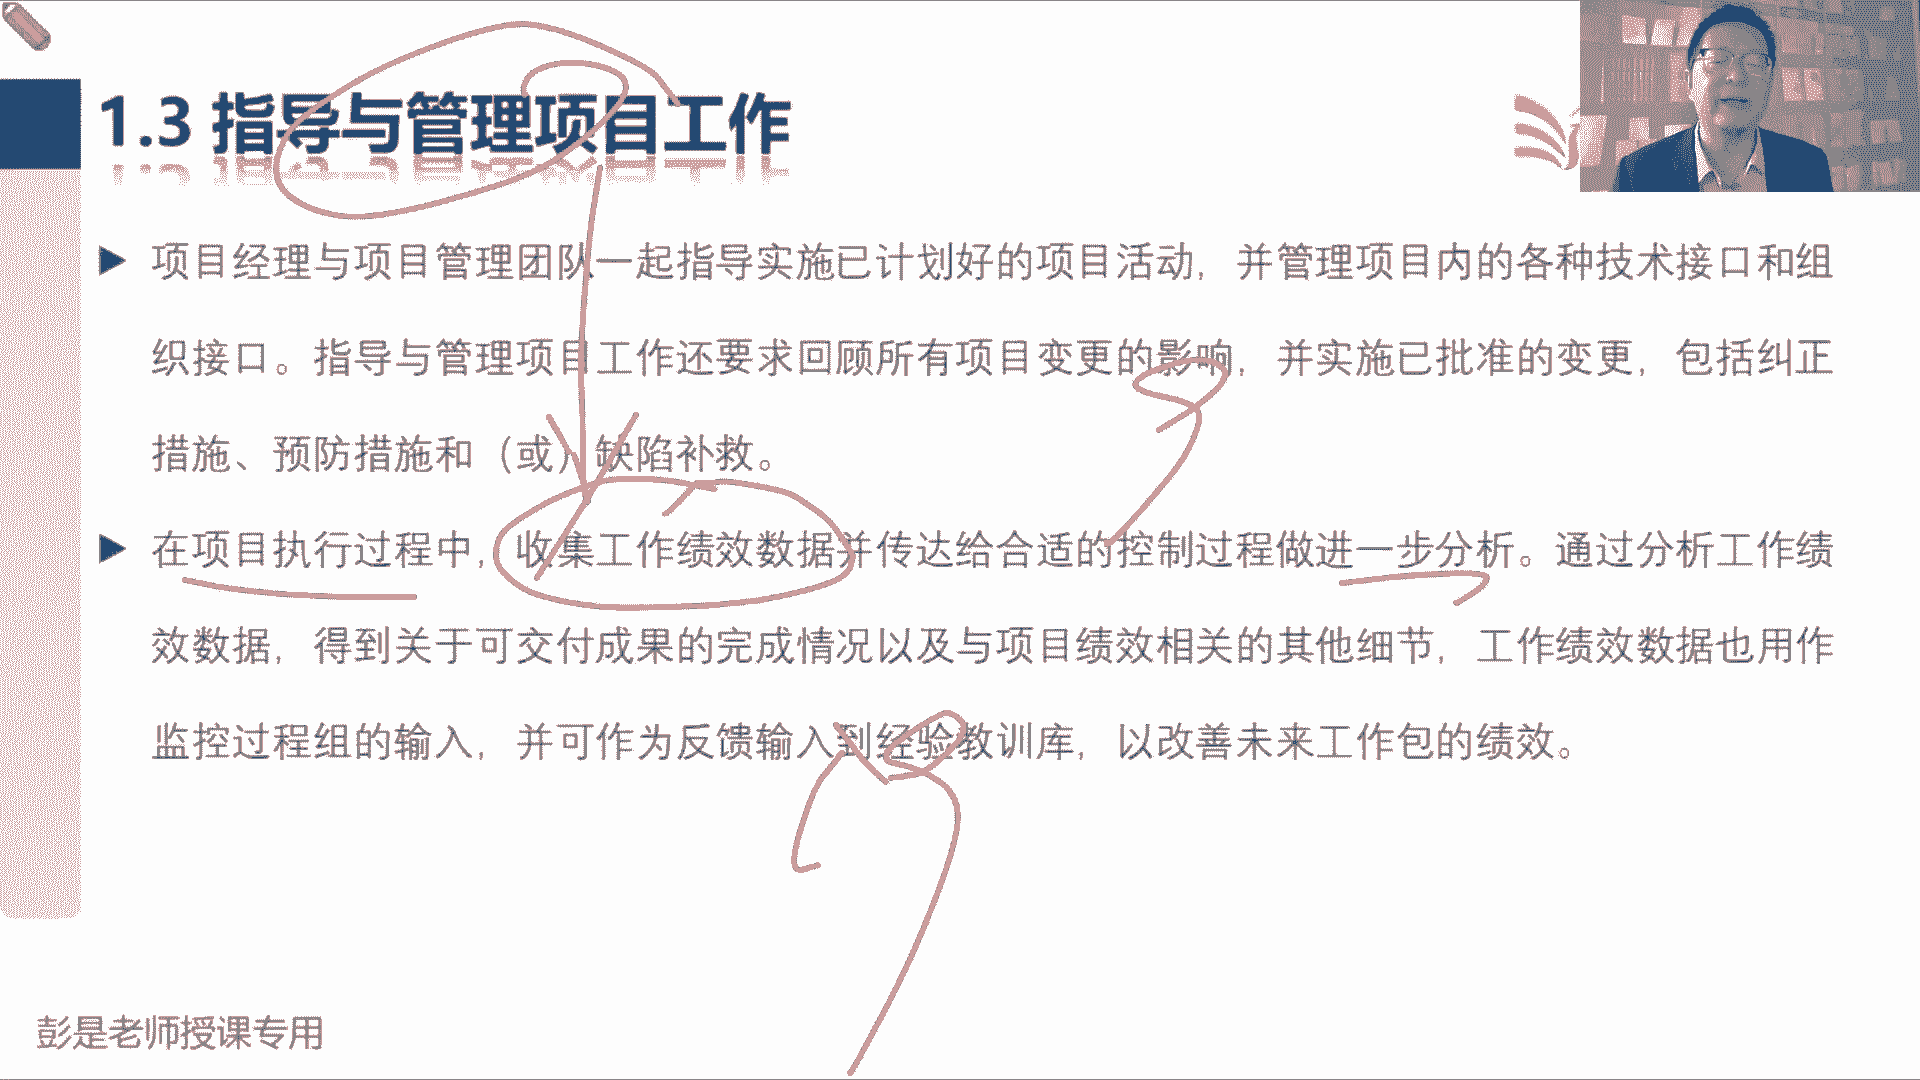 1.3 指导与管理项目工作
项目经理与项目管理团队一起指导实施已计划好的项目活动，并管理项目内的各种技术接口和组
织接口。指导与管理项目工作还要求回顾所有项目变更的影响，并实施已批准的变更，包括纠正
措施、预防措施和（或）缺陷补救。
在项目执行过程中，收集工作绩效数据并传达给合适的控制过程做进一步分析。通过分析工作绩
效数据，得到关于可交付成果的完成情况以及与项目绩效相关的其他细节，工作绩效数据也用作
监控过程组的输入，并可作为反馈输入到经验教训库，以改善未来工作包的绩效。
彭是老师授课专用